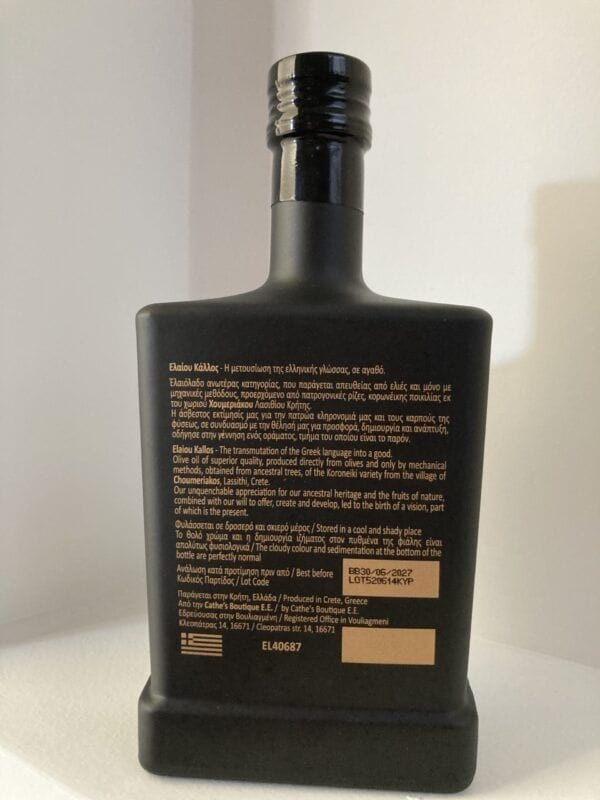 Ελαίου Κάλλος - Η μετουσίωση της ελληνικής γλώσσας, σε αγαθό.
Ελαιόλαδο ανωτέρας κατηγορίας, που παράγεται απευθείας από ελιές και μόνο με
μηχανικές μεθόδους, προερχόμενο από πατρογονικές ρίζες, κορωνέικης ποικιλίας εκ
του χωριού Χουμεριάκου Λασιθίου Κρήτης.
Η άσβεστος εκτίμησίς μας για την πατρώα κληρονομιά μας και τους καρπούς της
φύσεως, σε συνδυασμό με την θέλησή μας για προσφορά, δημιουργία και ανάπτυξη,
οδήγησε στην γέννηση ενός οράματος, τμήμα του οποίου είναι το παρόν.
Elaiou Kallos - The transmutation of the Greek language into a good.
Olive oil of superior quality, produced directly from olives and only by mechanical
methods, obtained from ancestral trees, of the Koroneiki variety from the village of
Choumeriakos, Lassithi, Crete.
Our unquenchable appreciation for our ancestral heritage and the fruits of nature,
combined with our will to offer, create and develop, led to the birth of a vision, part
of which is the present.
Φυλάσσεται σε δροσερό και σκιερό μέρος / Stored in a cool and shady place
Το θολό χρώμα και η δημιουργία ιζήματος στον πυθμένα της φιάλης είναι
απολύτως φυσιολογικά / The cloudy colour and sedimentation at the bottom of the
bottle are perfectly normal
Ανάλωση κατά προτίμηση πριν από / Best before BB30/06/2027
Κωδικός Παρτίδος / Lot Code LOT520614KYP
Παράγεται στην Κρήτη, Ελλάδα / Produced in Crete, Greece
Από την Cathe's Boutique E.E. / by Cathe's Boutique E.E.
Εδρεύουσας στην Βουλιαγμένη / Registered Office in Vouliagmeni
Κλεοπάτρας 14, 16671 / Cleopatras str. 14, 16671
EL40687